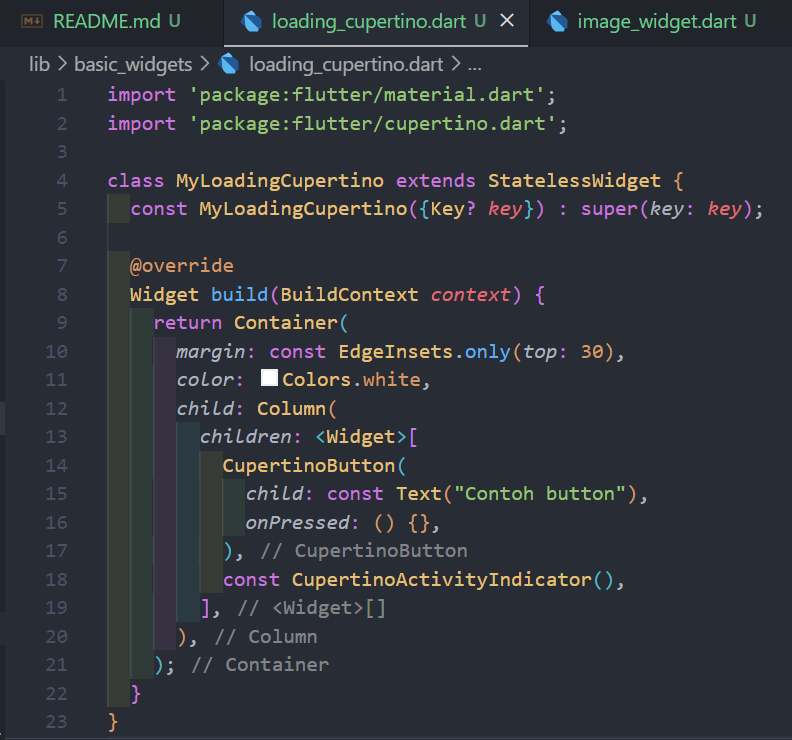 README.md U
loading_cupertino.dart U
image_widget.dart U
lib > basic_widgets > loading_cupertino.dart > ...
1 import 'package:flutter/material.dart';
2 import 'package:flutter/cupertino.dart';
3
4 class MyLoadingCupertino extends StatelessWidget {
5   const MyLoadingCupertino({Key? key}) : super(key: key);
6
7   @override
8   Widget build(BuildContext context) {
9     return Container(
10       margin: const EdgeInsets.only(top: 30),
11       color: Colors.white,
12       child: Column(
13         children: <Widget>[
14           CupertinoButton(
15             child: const Text("Contoh button"),
16             onPressed: () {},
17           ), // CupertinoButton
18           const CupertinoActivityIndicator(),
19         ], // <Widget>[]
20       ), // Column
21     ); // Container
22   }
23 }